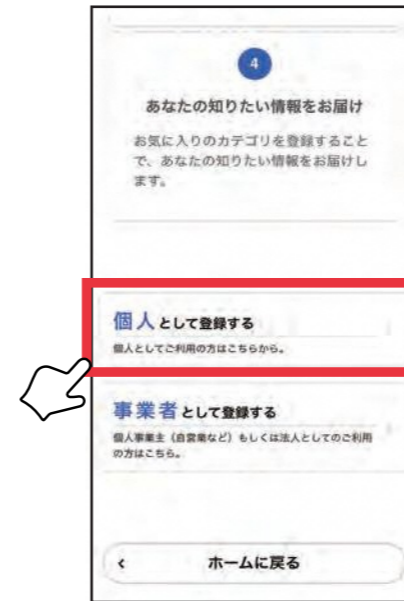 4
あなたの知りたい情報をお届け
お気に入りのカテゴリを登録すること
で、あなたの知りたい情報をお届けし
ます。
個人として登録する
個人としてご利用の方はこちらから。
事業者として登録する
個人事業主（自営業など）もしくは法人としてのご利用
の方はこちら。
‹ ホームに戻る